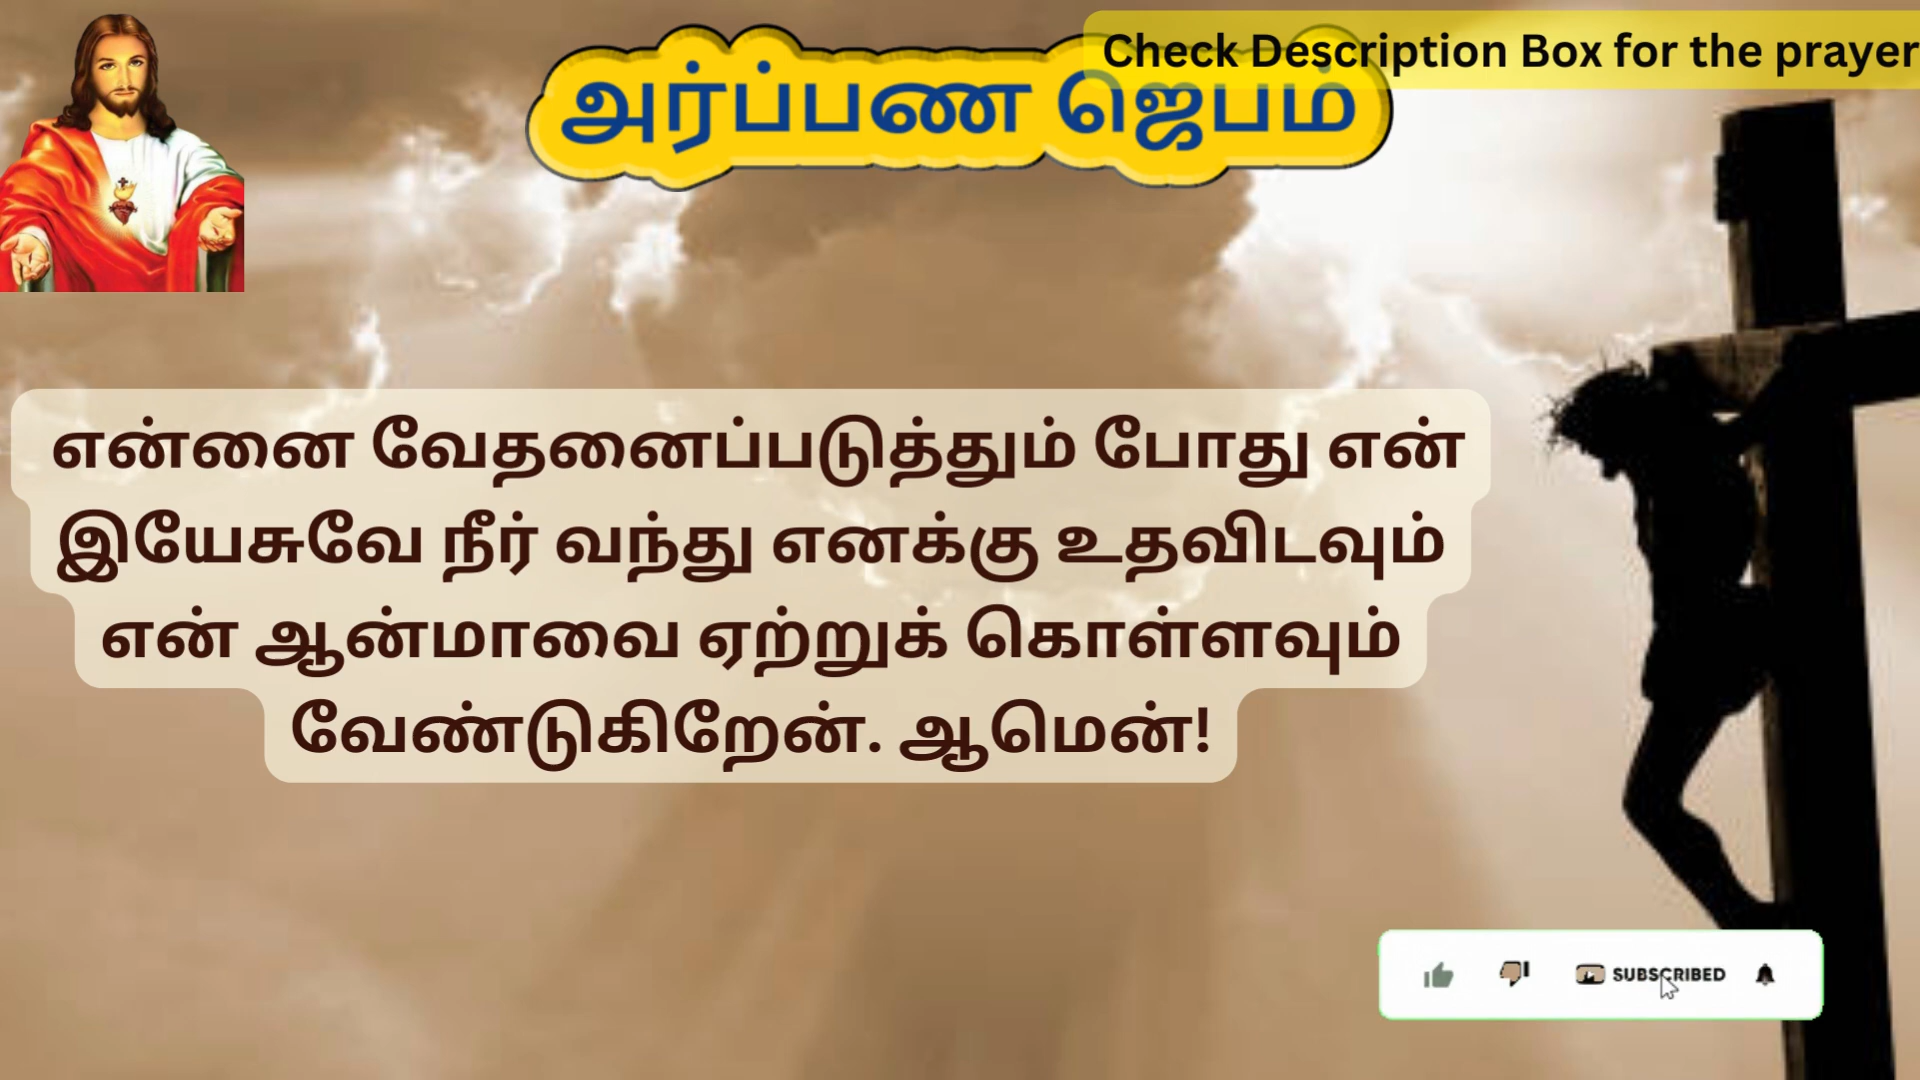 Check Description Box for the prayer
அர்ப்பண ஜெபம்
என்னை வேதனைப்படுத்தும் போது என்
இயேசுவே நீர் வந்து எனக்கு உதவிடவும்
என் ஆன்மாவை ஏற்றுக் கொள்ளவும்
வேண்டுகிறேன். ஆமென்!
SUBSCRIBED